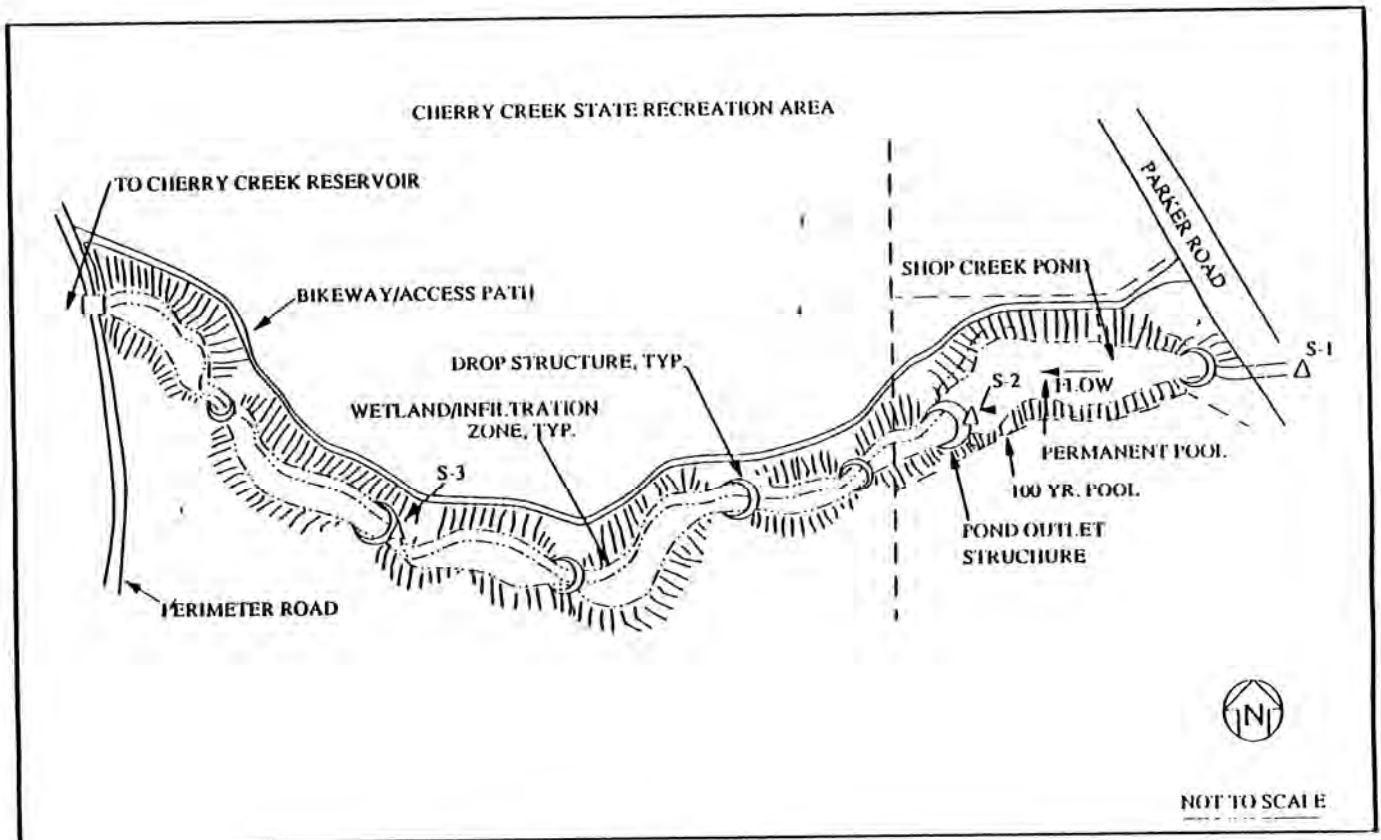 CHERRY CREEK STATE RECREATION AREA
TO CHERRY CREEK RESERVOIR
PARKER ROAD
SHOP CREEK POND
BIKEWAY/ACCESS PATH
S-1
DROP STRUCTURE, TYP.
S-2
FLOW
WETLAND/INFILTRATION
ZONE, TYP.
PERMANENT POOL
S-3
100 YR. POOL
POND OUTLET
STRUCTURE
PERIMETER ROAD
N
NOT TO SCALE